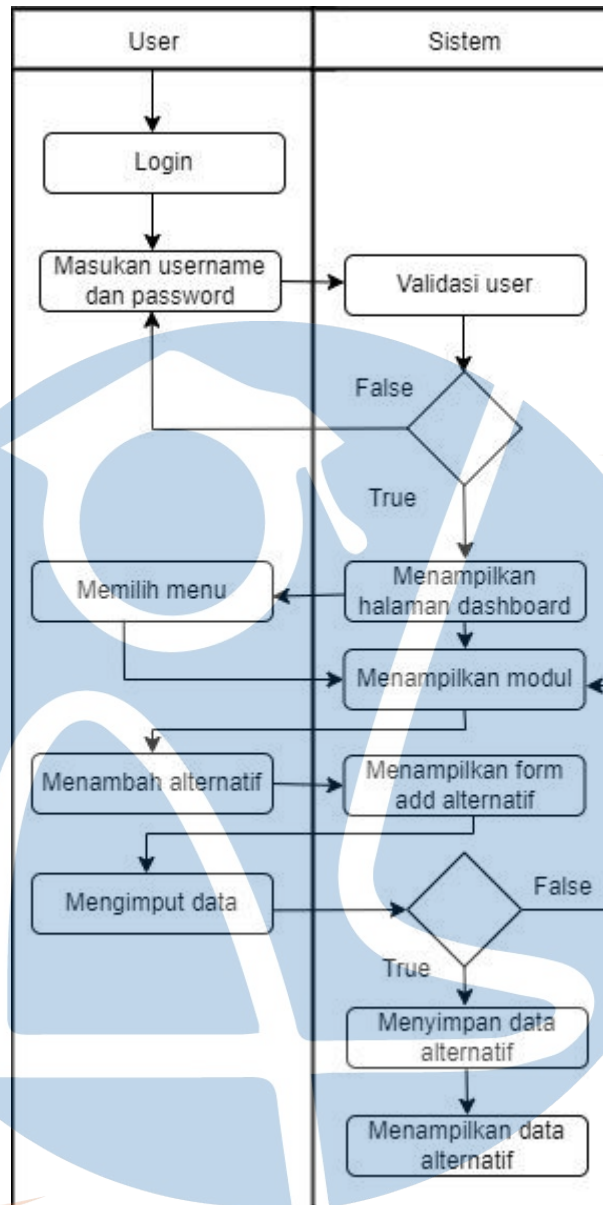 User
Sistem
Login
Masukan username
dan password
Validasi user
False
True
Memilih menu
Menampilkan
halaman dashboard
Menampilkan modul
Menambah alternatif
Menampilkan form
add alternatif
Mengimput data
False
True
Menyimpan data
alternatif
Menampilkan data
alternatif